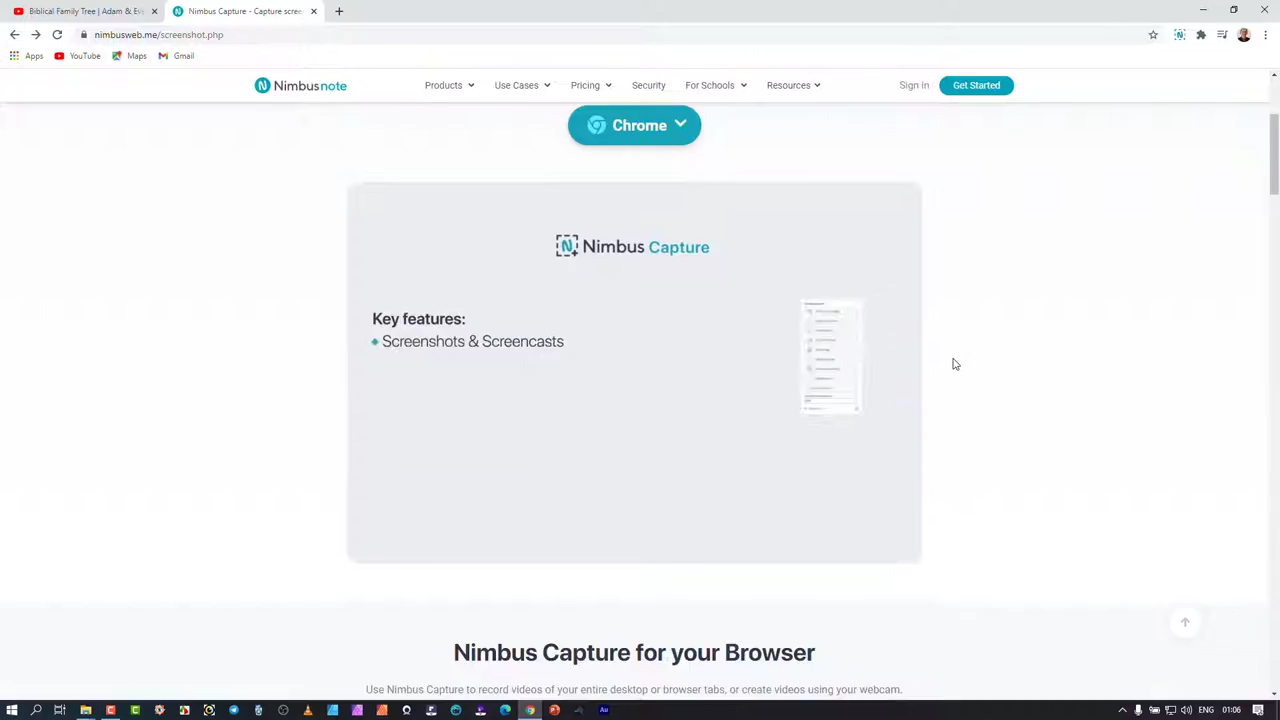 Biblical Family Tree | Adam & Ev
Nimbus Capture - Capture scree
nimbusweb.me/screenshot.php
Apps YouTube Maps Gmail
Nimbusnote Products Use Cases Pricing Security For Schools Resources Sign In Get Started
Chrome
Nimbus Capture
Key features:
Screenshots & Screencasts
Nimbus Capture for your Browser
Use Nimbus Capture to record videos of your entire desktop or browser tabs, or create videos using your webcam.
ENG 01:06